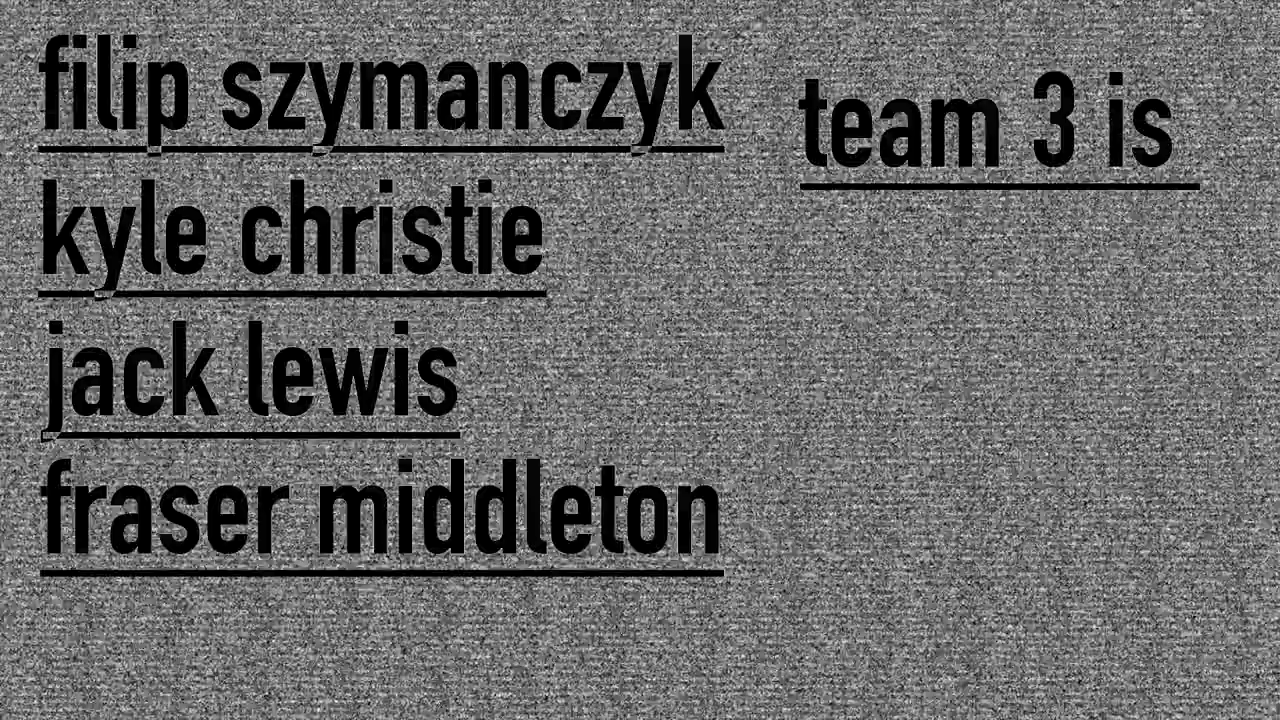 filip szymanczyk
kyle christie
jack lewis
fraser middleton
team 3 is